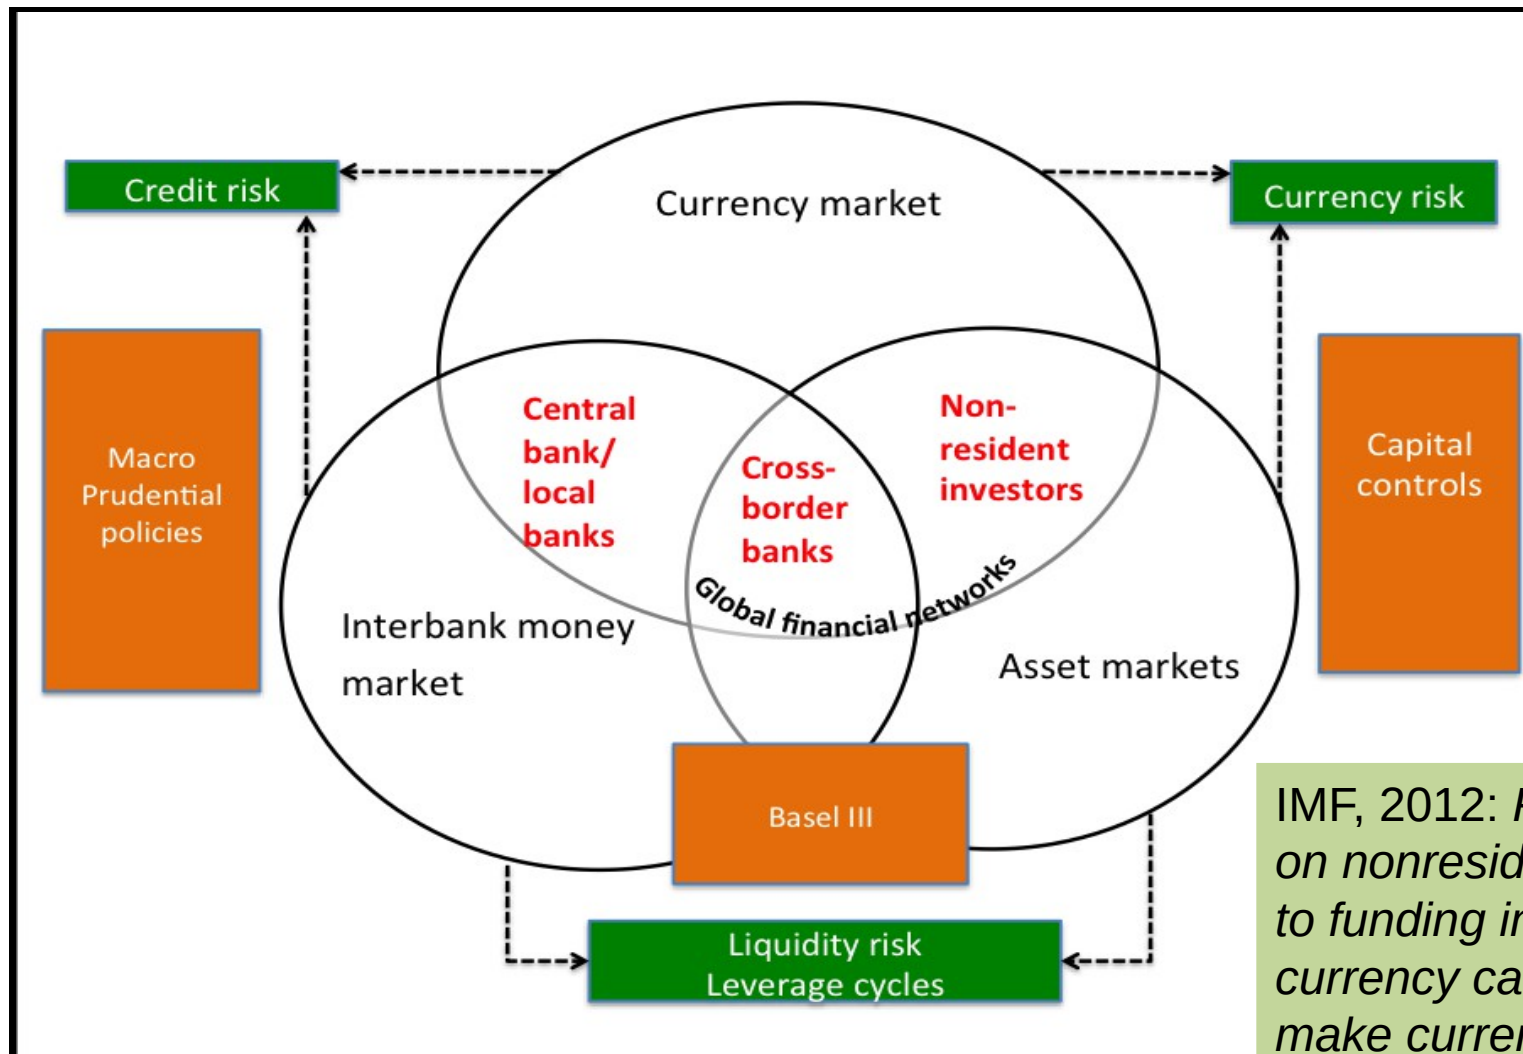 Credit risk
Currency market
Currency risk
Macro
Prudential
policies
Central
bank/
local
banks
Cross-
border
banks
Non-
resident
investors
Capital
controls
Global financial networks
Interbank money
market
Asset markets
Basel III
Liquidity risk
Leverage cycles
IMF, 2012:
on nonresid
to funding in
currency ca
make curren